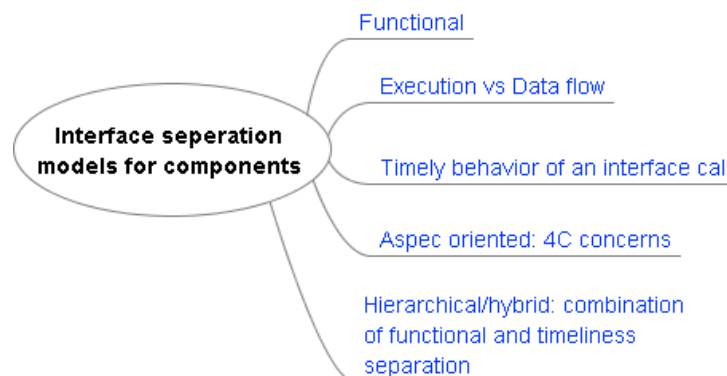 Functional
Execution vs Data flow
Interface seperation
models for components
Timely behavior of an interface cal
Aspec oriented: 4C concerns
Hierarchical/hybrid: combination
of functional and timeliness
separation